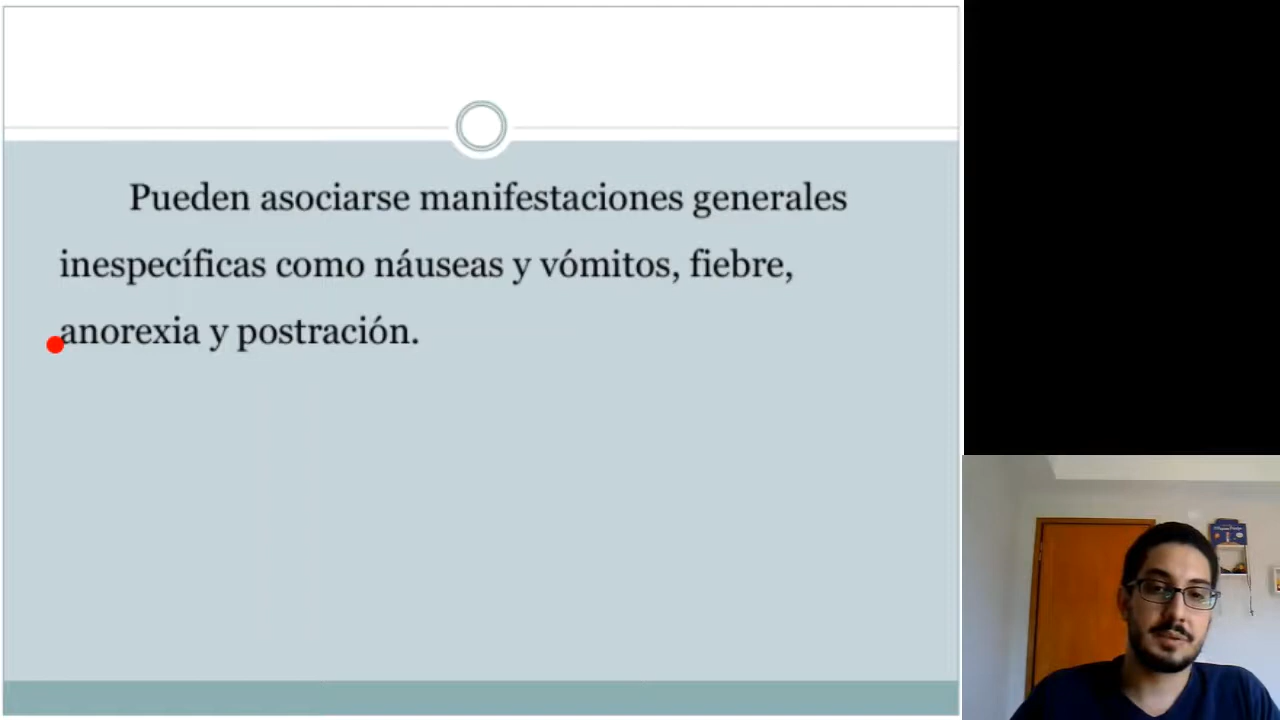 Pueden asociarse manifestaciones generales
inespecíficas como náuseas y vómitos, fiebre,
anorexia y postración.